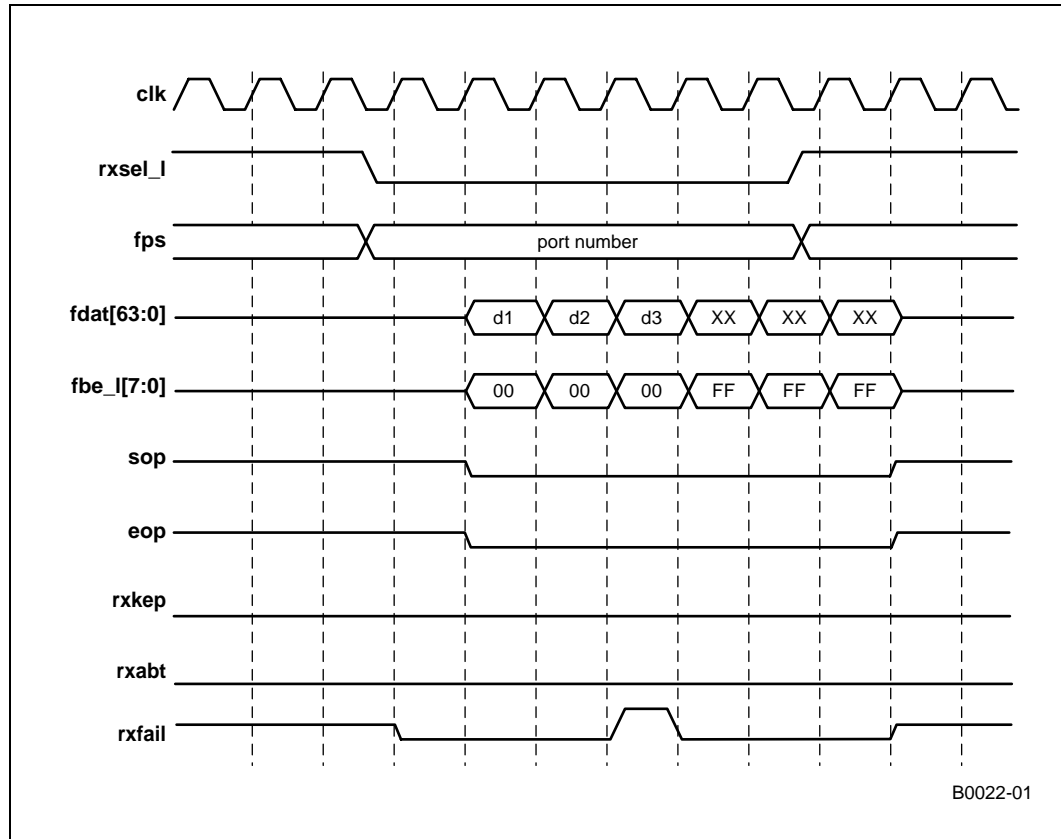 clk
rxsel_l
fps
port number
fdat[63:0]
d1 d2 d3 XX XX XX
fbe_l[7:0]
00 00 00 FF FF FF
sop
eop
rxkep
rxabt
rxfail
B0022-01